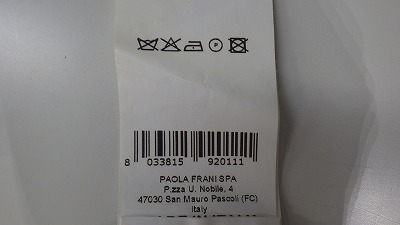 P
8 033815 920111
PAOLA FRANI SPA
P.zza U. Nobile, 4
47030 San Mauro Pascoli (FC)
Italy